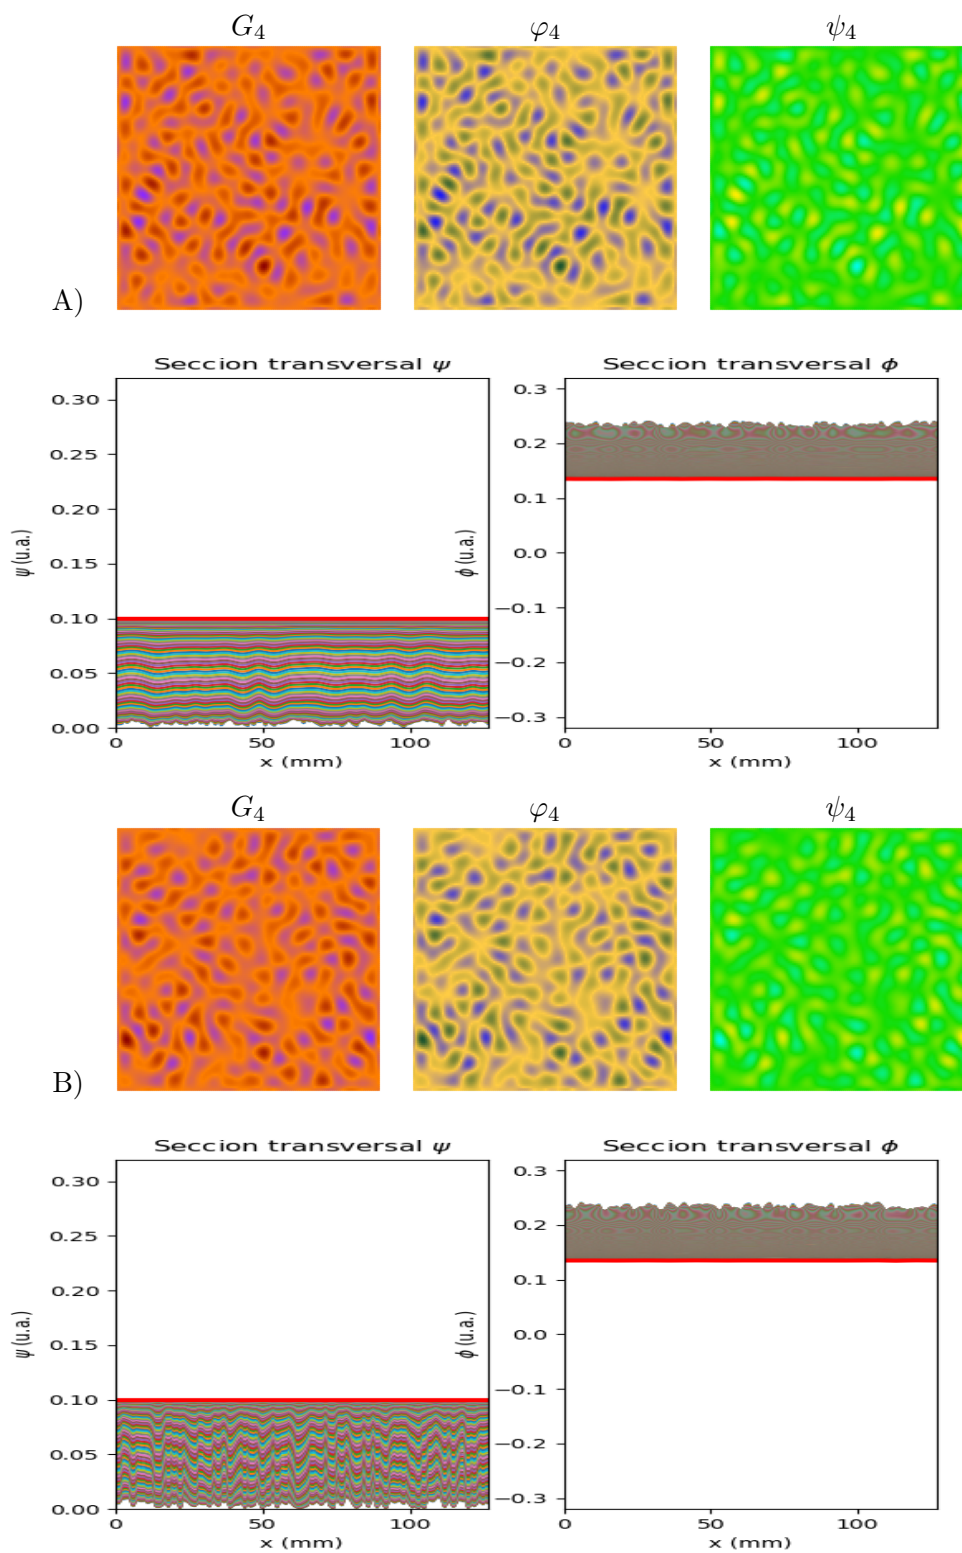 G₄ φ₄ ψ₄
A)
Seccion transversal ψ Seccion transversal ϕ
0.30 0.3
0.25 0.2
0.20 0.1
ψ (u.a.) 0.15 ϕ (u.a.) 0.0
0.10 −0.1
0.05 −0.2
0.00 −0.3
0 50 100 0 50 100
x (mm) x (mm)
G₄ φ₄ ψ₄
B)
Seccion transversal ψ Seccion transversal ϕ
0.30 0.3
0.25 0.2
0.20 0.1
ψ (u.a.) 0.15 ϕ (u.a.) 0.0
0.10 −0.1
0.05 −0.2
0.00 −0.3
0 50 100 0 50 100
x (mm) x (mm)